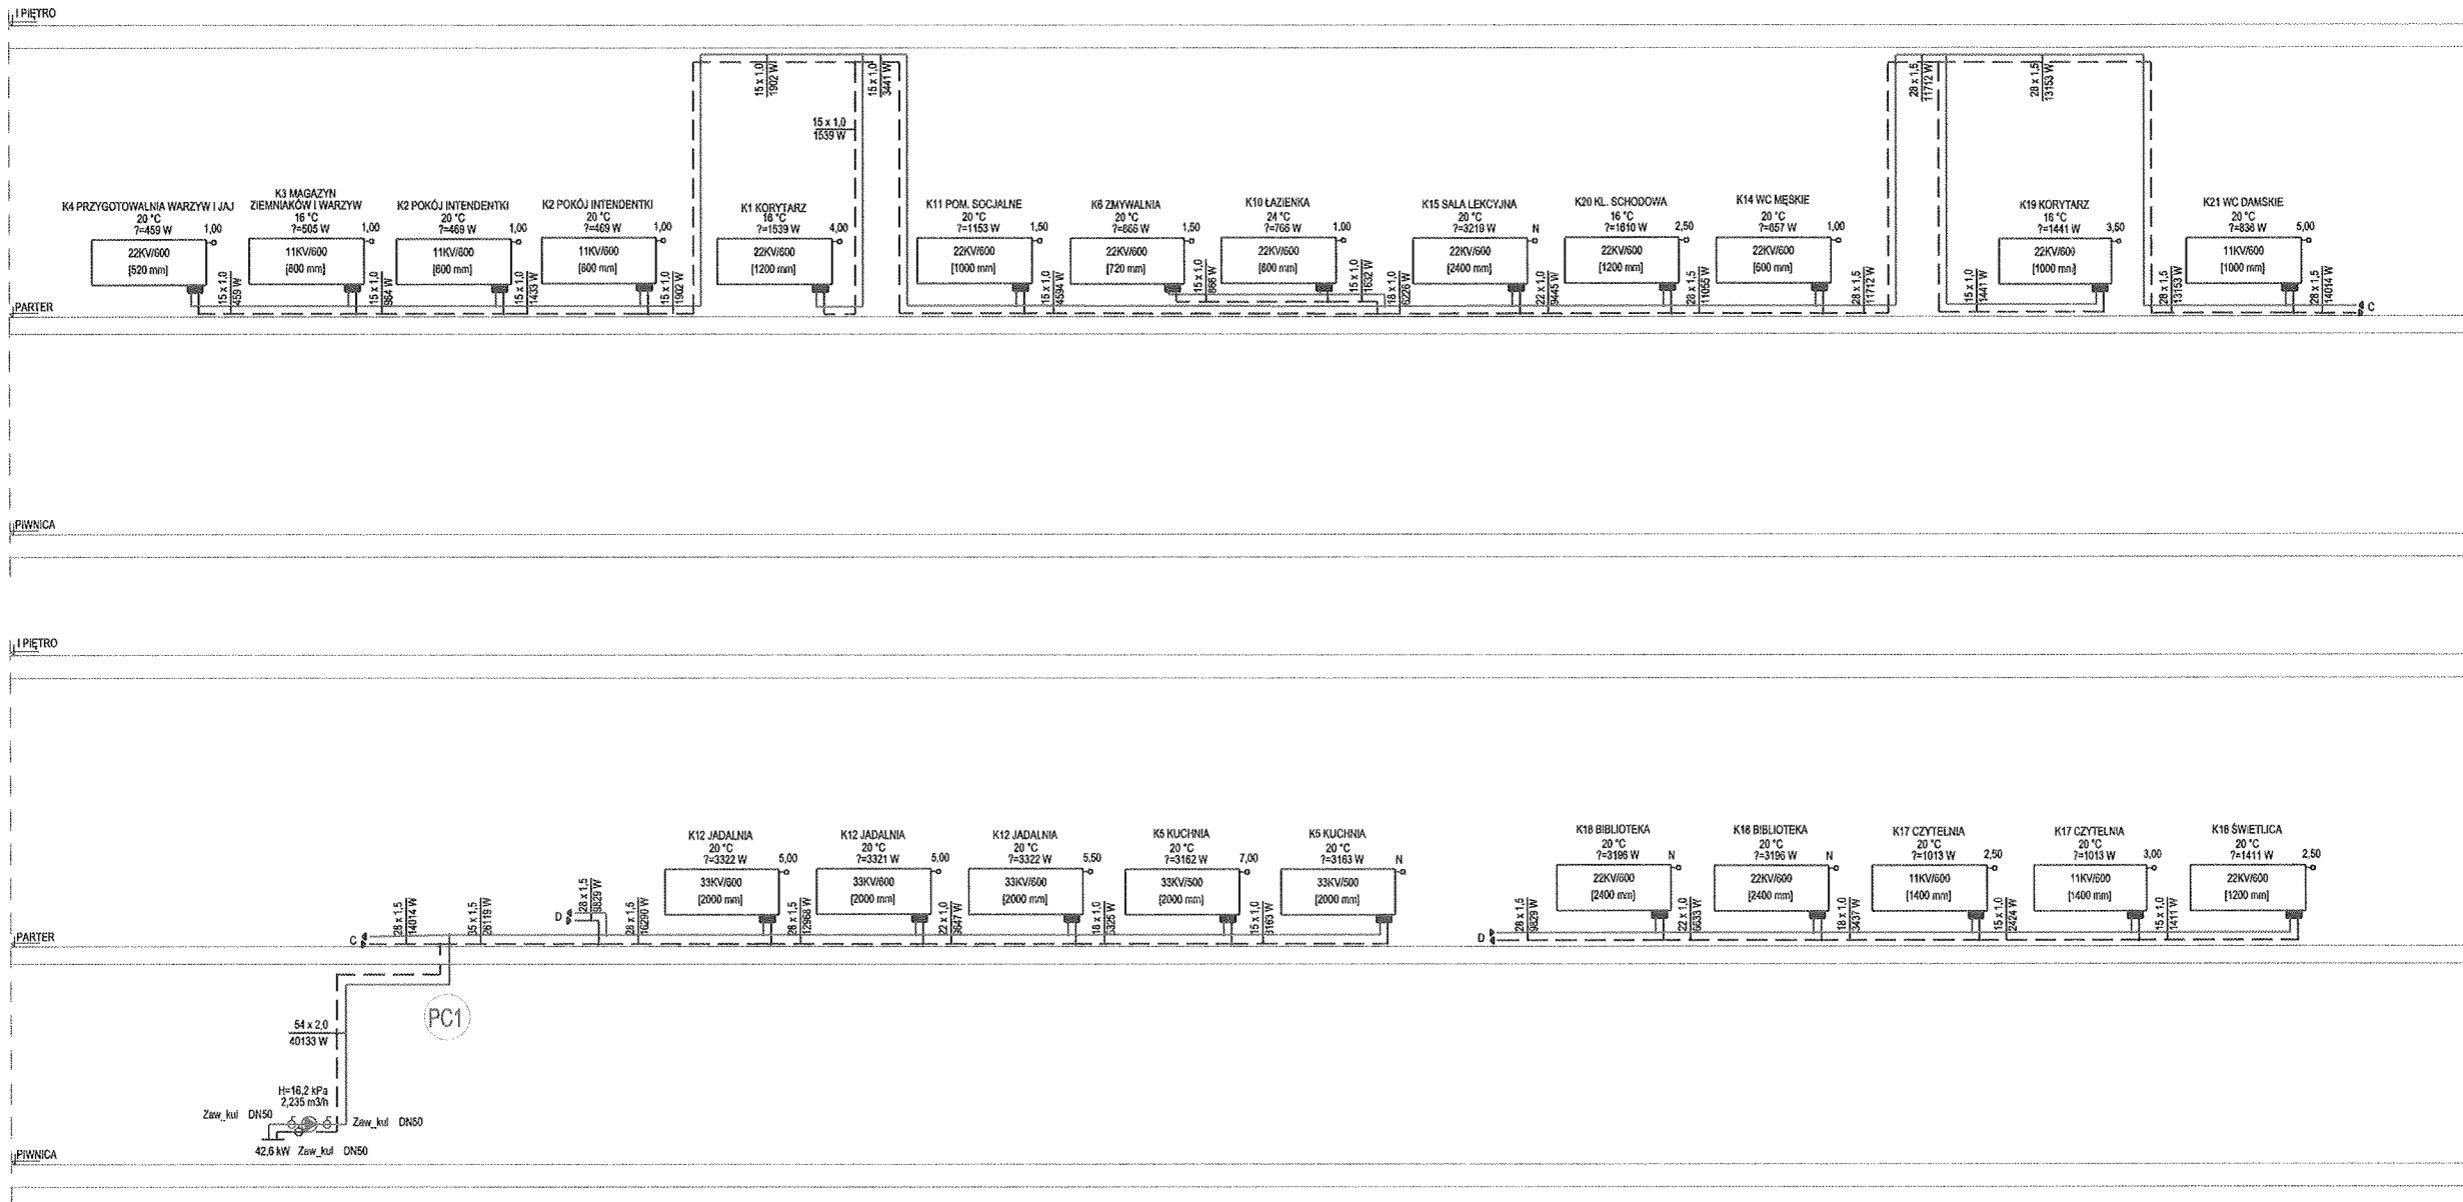 I PIĘTRO
15 x 1,0
1902 W
15 x 1,0
3441 W
15 x 1,0
1539 W
28 x 1,5
11712 W
28 x 1,5
13153 W
K4 PRZYGOTOWALNIA WARZYW I JAJ
20 °C
?=459 W 1,00
22KV/600
[520 mm]
15 x 1,0
459 W
K3 MAGAZYN
ZIEMNIAKÓW I WARZYW
16 °C
?=505 W 1,00
11KV/600
[600 mm]
15 x 1,0
964 W
K2 POKÓJ INTENDENTKI
20 °C
?=469 W 1,00
11KV/600
[600 mm]
15 x 1,0
1433 W
K2 POKÓJ INTENDENTKI
20 °C
?=469 W 1,00
11KV/600
[600 mm]
15 x 1,0
1902 W
K1 KORYTARZ
16 °C
?=1539 W 4,00
22KV/600
[1200 mm]
K11 POM. SOCJALNE
20 °C
?=1153 W 1,50
22KV/600
[1000 mm]
15 x 1,0
4594 W
K6 ZMYWALNIA
20 °C
?=866 W 1,50
22KV/600
[720 mm]
15 x 1,0
866 W
K10 ŁAZIENKA
24 °C
?=766 W 1,00
22KV/600
[800 mm]
15 x 1,0
1632 W
18 x 1,0
6226 W
K15 SALA LEKCYJNA
20 °C
?=3219 W N
22KV/600
[2400 mm]
22 x 1,0
9445 W
K20 KL. SCHODOWA
16 °C
?=1610 W 2,50
22KV/600
[1200 mm]
28 x 1,5
11055 W
K14 WC MĘSKIE
20 °C
?=657 W 1,00
22KV/600
[600 mm]
28 x 1,5
11712 W
K19 KORYTARZ
16 °C
?=1441 W 3,50
22KV/600
[1000 mm]
15 x 1,0
1441 W
K21 WC DAMSKIE
20 °C
?=836 W 5,00
11KV/600
[1000 mm]
28 x 1,5
13153 W
28 x 1,5
14014 W
C
PARTER
PIWNICA
I PIĘTRO
C
28 x 1,5
14014 W
35 x 1,5
26119 W
D
28 x 1,5
9829 W
28 x 1,5
16290 W
K12 JADALNIA
20 °C
?=3322 W 5,00
33KV/600
[2000 mm]
28 x 1,5
12968 W
K12 JADALNIA
20 °C
?=3321 W 5,00
33KV/600
[2000 mm]
22 x 1,0
9647 W
K12 JADALNIA
20 °C
?=3322 W 5,50
33KV/600
[2000 mm]
18 x 1,0
6325 W
K5 KUCHNIA
20 °C
?=3162 W 7,00
33KV/500
[2000 mm]
15 x 1,0
3163 W
K5 KUCHNIA
20 °C
?=3163 W N
33KV/500
[2000 mm]
D
28 x 1,5
9829 W
K18 BIBLIOTEKA
20 °C
?=3196 W N
22KV/600
[2400 mm]
22 x 1,0
6633 W
K18 BIBLIOTEKA
20 °C
?=3196 W N
22KV/600
[2400 mm]
18 x 1,0
3437 W
K17 CZYTELNIA
20 °C
?=1013 W 2,50
11KV/600
[1400 mm]
15 x 1,0
2424 W
K17 CZYTELNIA
20 °C
?=1013 W 3,00
11KV/600
[1400 mm]
15 x 1,0
1411 W
K16 ŚWIETLICA
20 °C
?=1411 W 2,50
22KV/600
[1200 mm]
PARTER
PC1
54 x 2,0
40133 W
H=16,2 kPa
2,235 m3/h
Zaw_kul DN50
Zaw_kul DN50
42,6 kW Zaw_kul DN50
PIWNICA